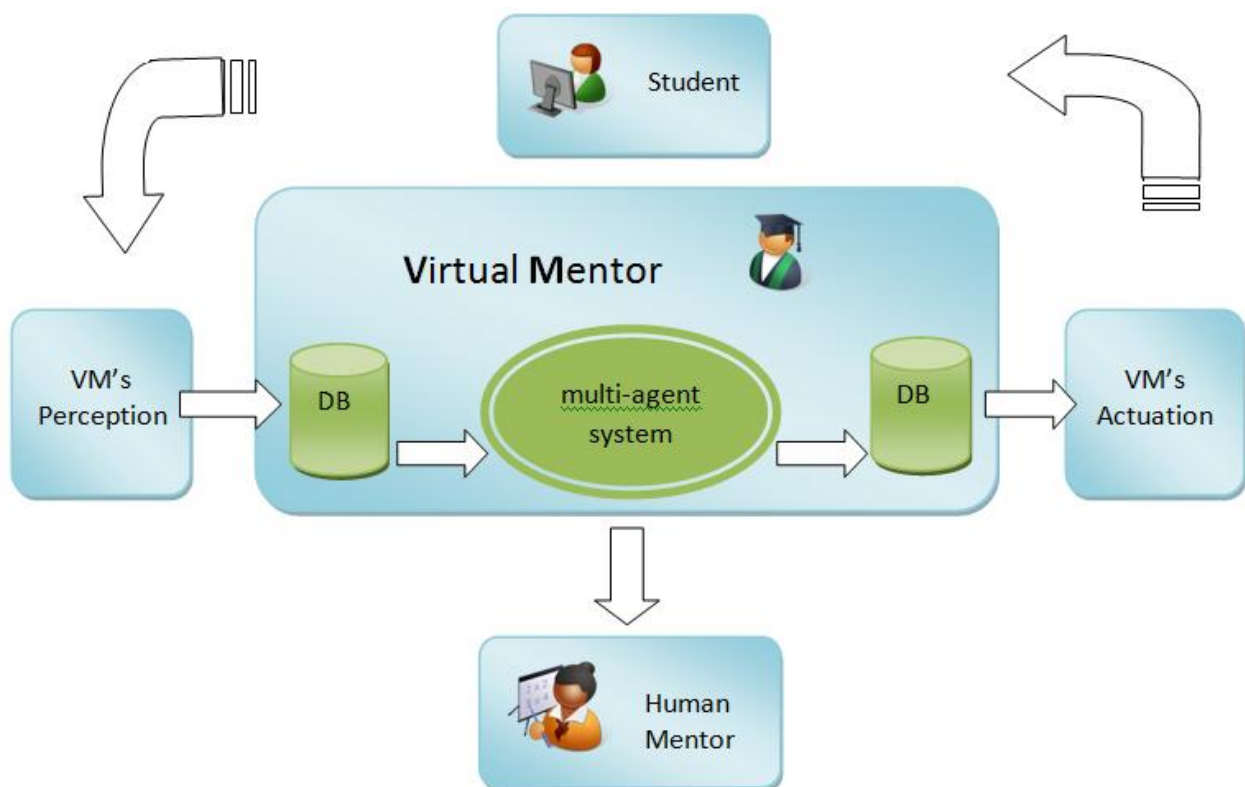 Student
Virtual Mentor
VM's
Perception
DB
multi-agent
system
DB
VM's
Actuation
Human
Mentor